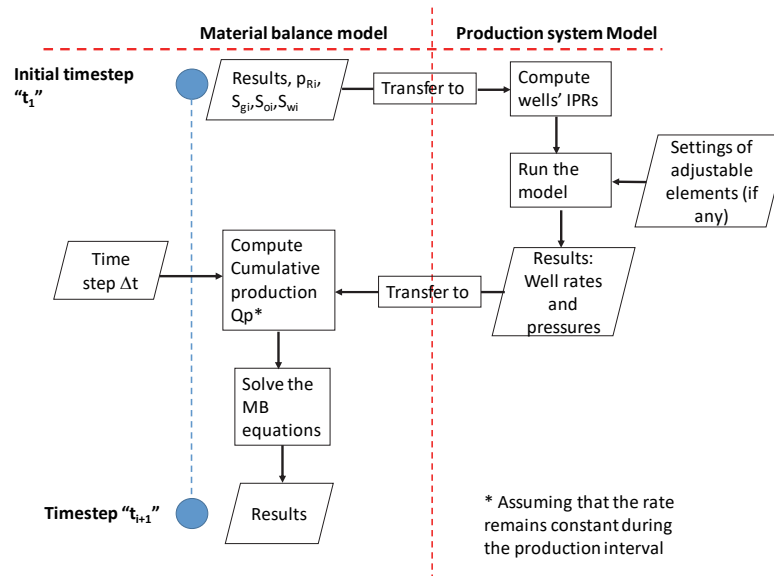 Material balance model
Production system Model
Initial timestep
“t1”
Results, pRi,
Sgi,Soi,Swi
Transfer to
Compute
wells’ IPRs
Run the
model
Settings of
adjustable
elements (if
any)
Time
step Δt
Compute
Cumulative
production
Qp*
Transfer to
Results:
Well rates
and
pressures
Solve the
MB
equations
Timestep “ti+1”
Results
* Assuming that the rate
remains constant during
the production interval